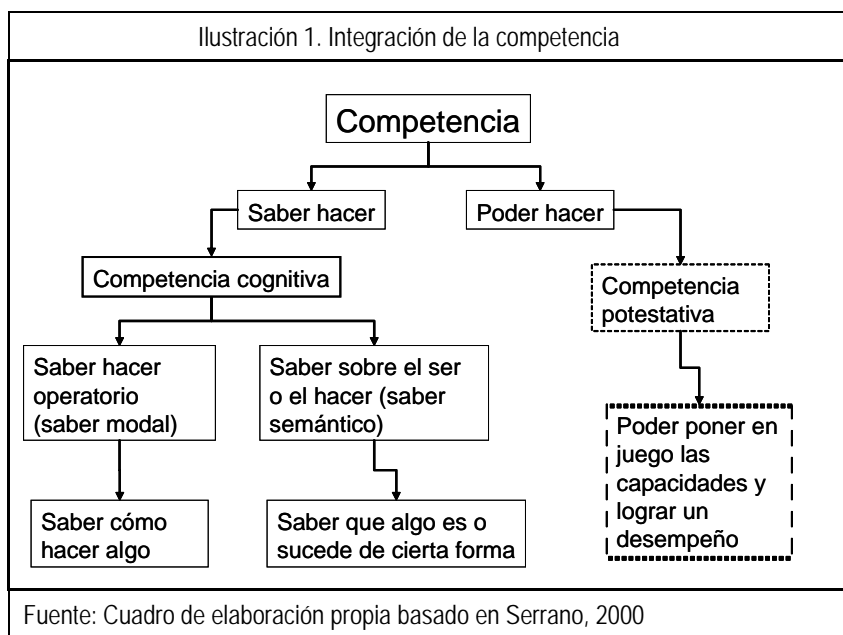 Ilustración 1. Integración de la competencia
Competencia
Saber hacer
Poder hacer
Competencia cognitiva
Competencia
potestativa
Saber hacer
operatorio
(saber modal)
Saber sobre el ser
o el hacer (saber
semántico)
Poder poner en
juego las
capacidades y
lograr un
desempeño
Saber cómo
hacer algo
Saber que algo es o
sucede de cierta forma
Fuente: Cuadro de elaboración propia basado en Serrano, 2000